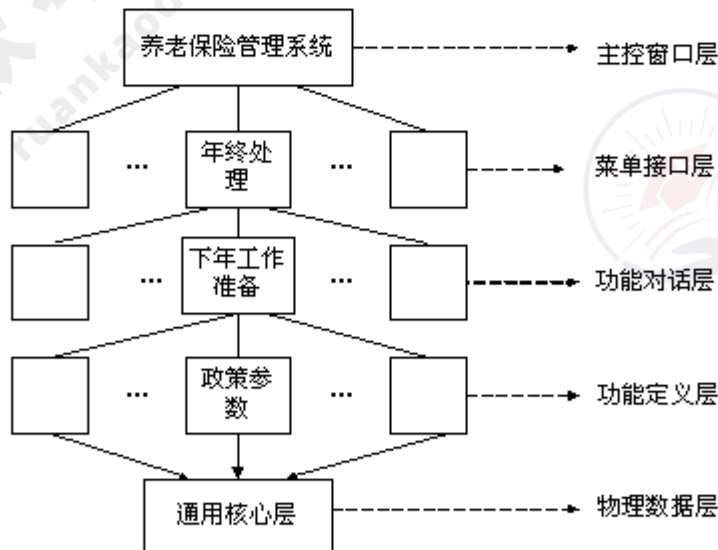 养老保险管理系统
主控窗口层
...
年终处
理
...
菜单接口层
...
下年工作
准备
...
功能对话层
...
政策参
数
...
功能定义层
通用核心层
物理数据层